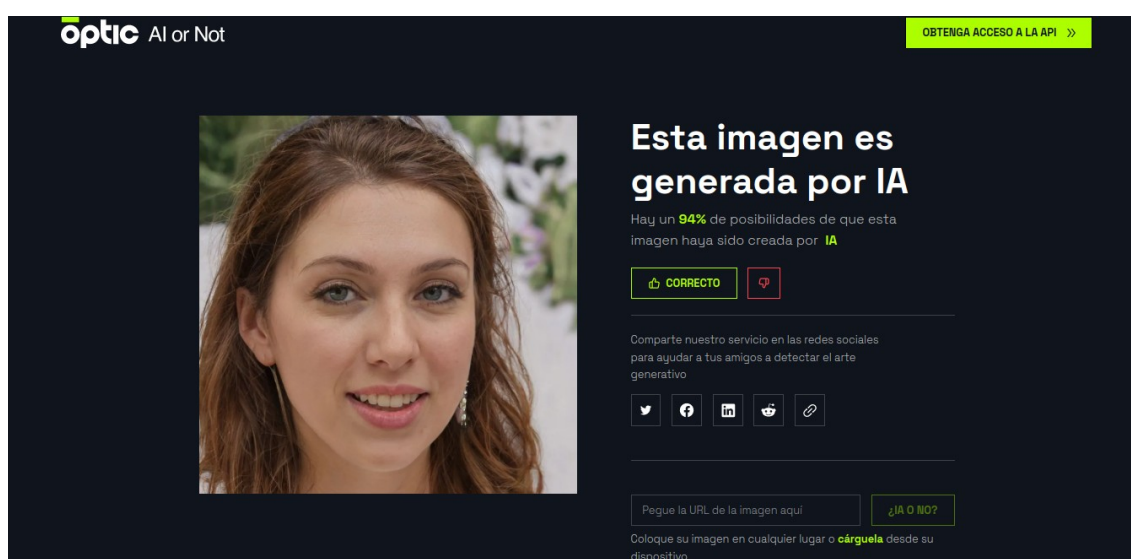 optic AI or Not
OBTENGA ACCESO A LA API »
Esta imagen es
generada por IA
Hay un 94% de posibilidades de que esta
imagen haya sido creada por IA
CORRECTO
Comparte nuestro servicio en las redes sociales
para ayudar a tus amigos a detectar el arte
generativo
Pegue la URL de la imagen aquí
¿IA O NO?
Coloque su imagen en cualquier lugar o cárguela desde su
dispositivo